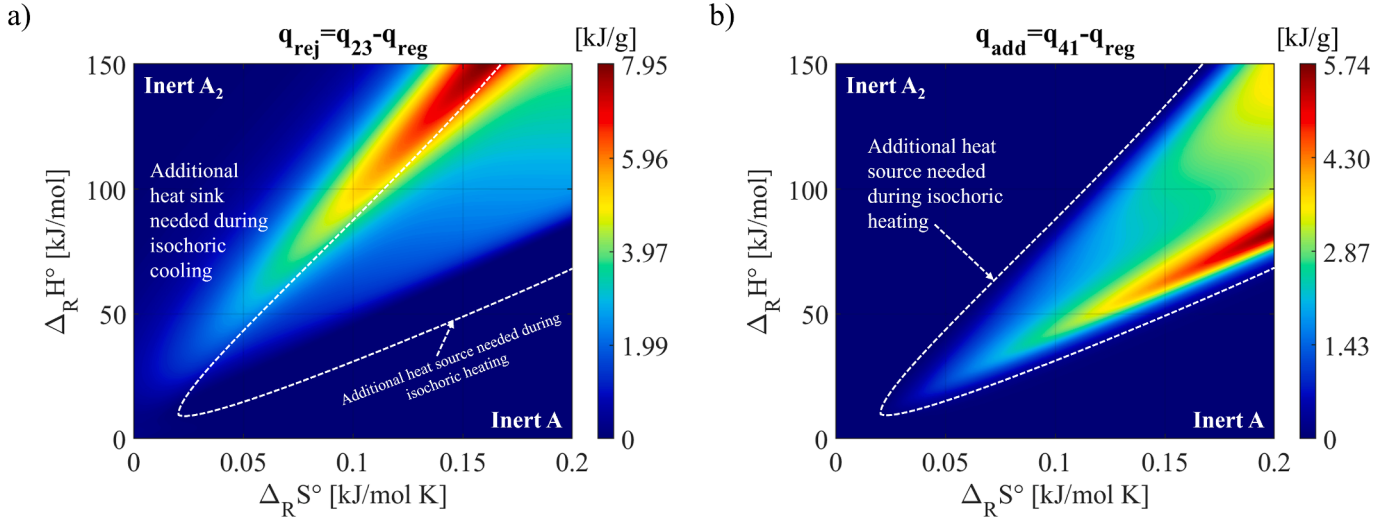 a)
q_rej=q_23-q_reg
[kJ/g]
150
100
50
0
Δ_R H° [kJ/mol]
Inert A_2
Additional
heat sink
needed during
isochoric
cooling
Additional heat source needed during
isochoric heating
Inert A
0
0.05
0.1
0.15
0.2
Δ_R S° [kJ/mol K]
7.95
5.96
3.97
1.99
0
b)
q_add=q_41-q_reg
[kJ/g]
150
100
50
0
Δ_R H° [kJ/mol]
Inert A_2
Additional heat
source needed
during isochoric
heating
Inert A
0
0.05
0.1
0.15
0.2
Δ_R S° [kJ/mol K]
5.74
4.30
2.87
1.43
0